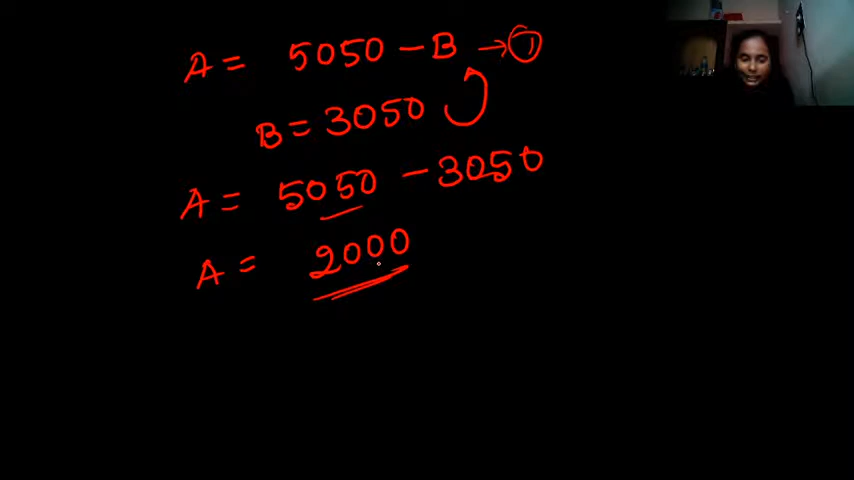 A = 5050 - B → ①
B = 3050
A = 5050 - 3050
A = 2000